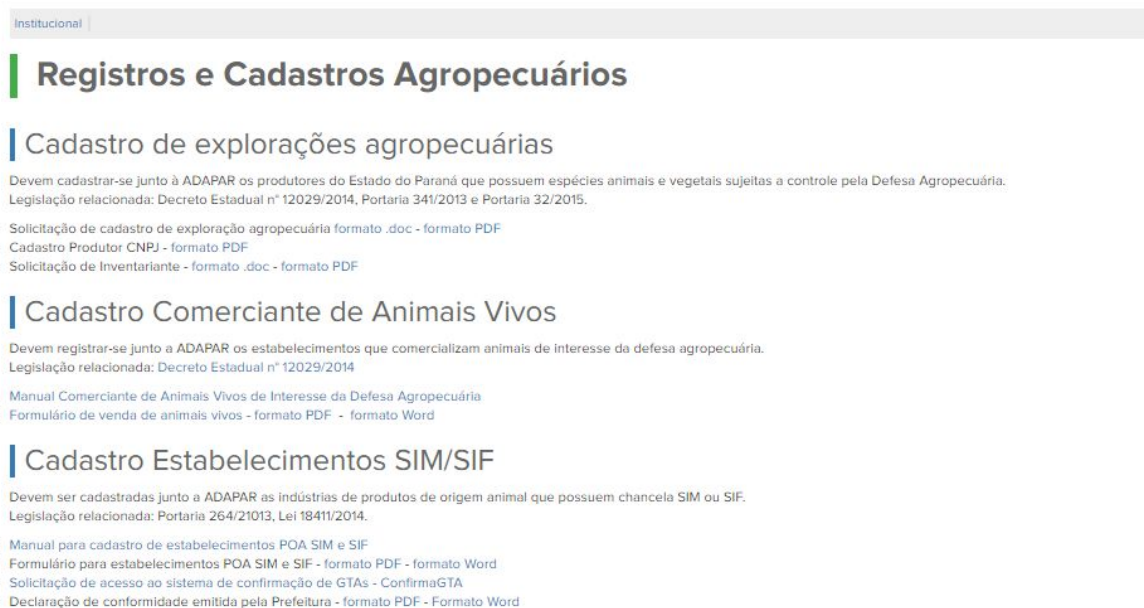 Institucional
Registros e Cadastros Agropecuários
Cadastro de explorações agropecuárias
Devem cadastrar-se junto à ADAPAR os produtores do Estado do Paraná que possuem espécies animais e vegetais sujeitas a controle pela Defesa Agropecuária.
Legislação relacionada: Decreto Estadual n° 12029/2014, Portaria 341/2013 e Portaria 32/2015.
Solicitação de cadastro de exploração agropecuária formato .doc - formato PDF
Cadastro Produtor CNPJ - formato PDF
Solicitação de Inventariante - formato .doc - formato PDF
Cadastro Comerciante de Animais Vivos
Devem registrar-se junto a ADAPAR os estabelecimentos que comercializam animais de interesse da defesa agropecuária.
Legislação relacionada: Decreto Estadual n° 12029/2014
Manual Comerciante de Animais Vivos de Interesse da Defesa Agropecuária
Formulário de venda de animais vivos - formato PDF - formato Word
Cadastro Estabelecimentos SIM/SIF
Devem ser cadastradas junto a ADAPAR as indústrias de produtos de origem animal que possuem chancela SIM ou SIF.
Legislação relacionada: Portaria 264/21013, Lei 18411/2014.
Manual para cadastro de estabelecimentos POA SIM e SIF
Formulário para estabelecimentos POA SIM e SIF - formato PDF - formato Word
Solicitação de acesso ao sistema de confirmação de GTAs - ConfirmaGTA
Declaração de conformidade emitida pela Prefeitura - formato PDF - Formato Word